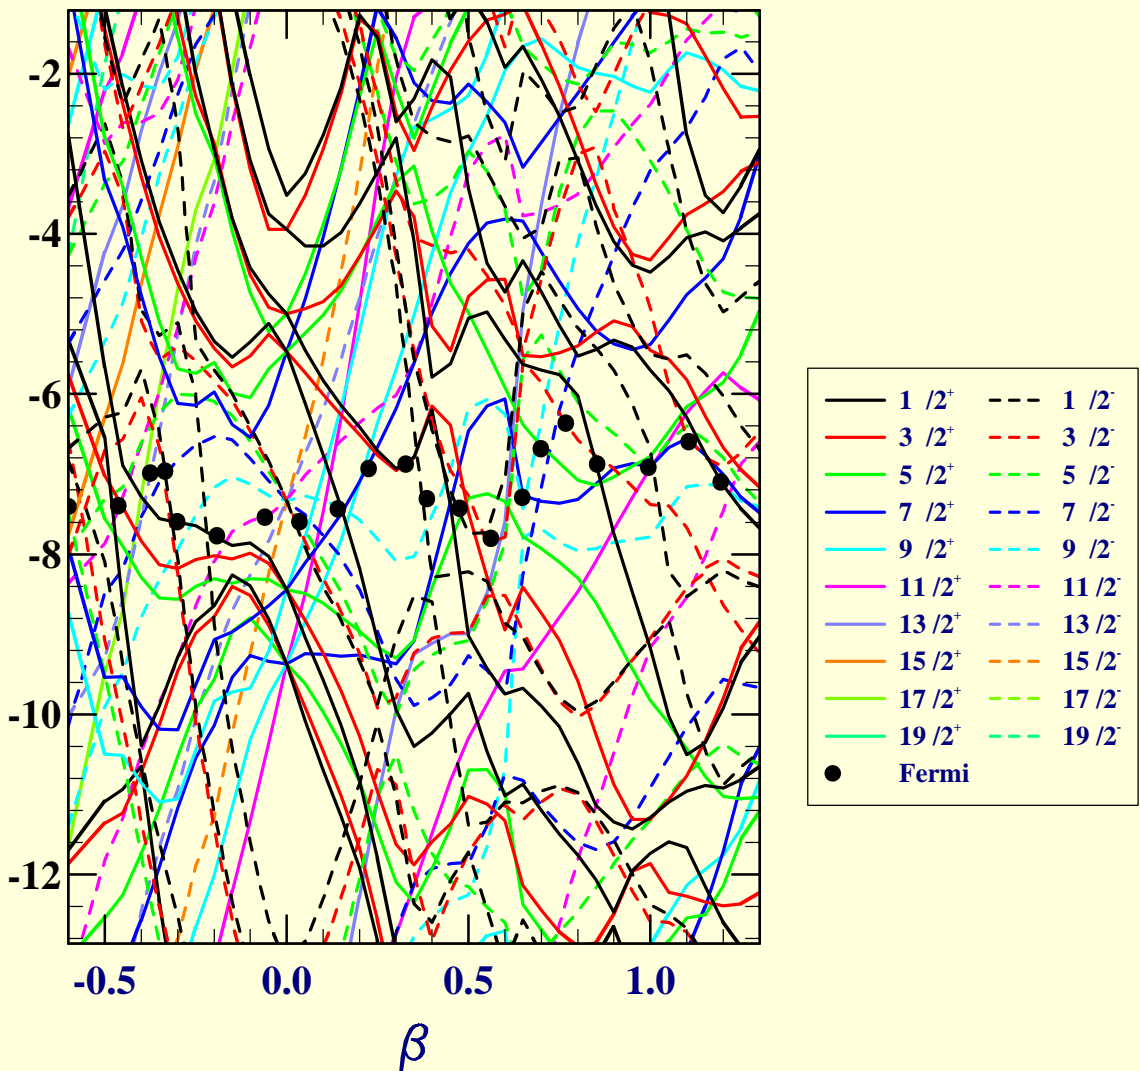 -2
-4
-6
-8
-10
-12
-0.5 0.0 0.5 1.0
β
1 /2+ 1 /2-
3 /2+ 3 /2-
5 /2+ 5 /2-
7 /2+ 7 /2-
9 /2+ 9 /2-
11 /2+ 11 /2-
13 /2+ 13 /2-
15 /2+ 15 /2-
17 /2+ 17 /2-
19 /2+ 19 /2-
Fermi